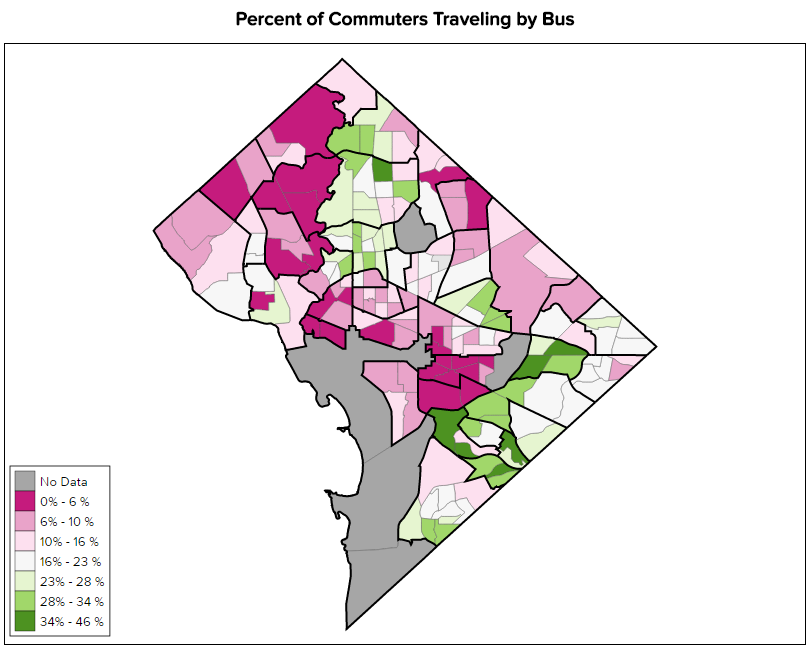 Percent of Commuters Traveling by Bus
No Data
0% - 6 %
6% - 10 %
10% - 16 %
16% - 23 %
23% - 28 %
28% - 34 %
34% - 46 %